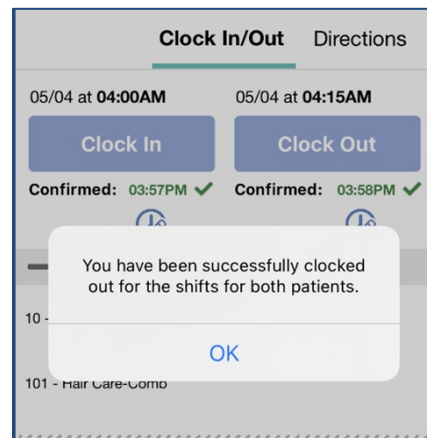 Clock In/Out Directions
05/04 at 04:00AM 05/04 at 04:15AM
Clock In Clock Out
Confirmed: 03:57PM Confirmed: 03:58PM
You have been successfully clocked
out for the shifts for both patients.
10 -
OK
101 - Hair Care-Comb